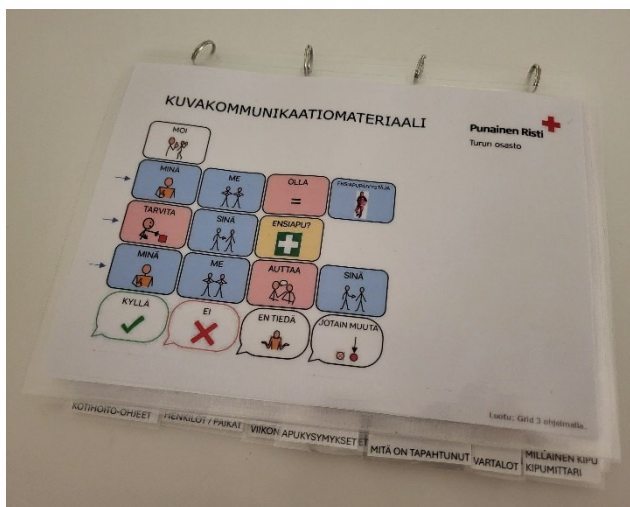 KUVAKOMMUNIKAATIOMATERIAALI
Punainen Risti
Turun osasto
MOI
MINÄ ME OLLA ENSIAPURYHMÄLÄINEN
TARVITA SINÄ ENSIAPU?
MINÄ ME AUTTAA SINÄ
KYLLÄ EI EN TIEDÄ JOTAIN MUUTA
Luotu: Grid 3 ohjelmalla.
KOTIHOITO-OHJEET HENKILÖT / PAIKAT VIIKON APUKYSYMYKSET ET MITÄ ON TAPAHTUNUT VARTALOT MILLAINEN KIPU
KIPUMITTARI